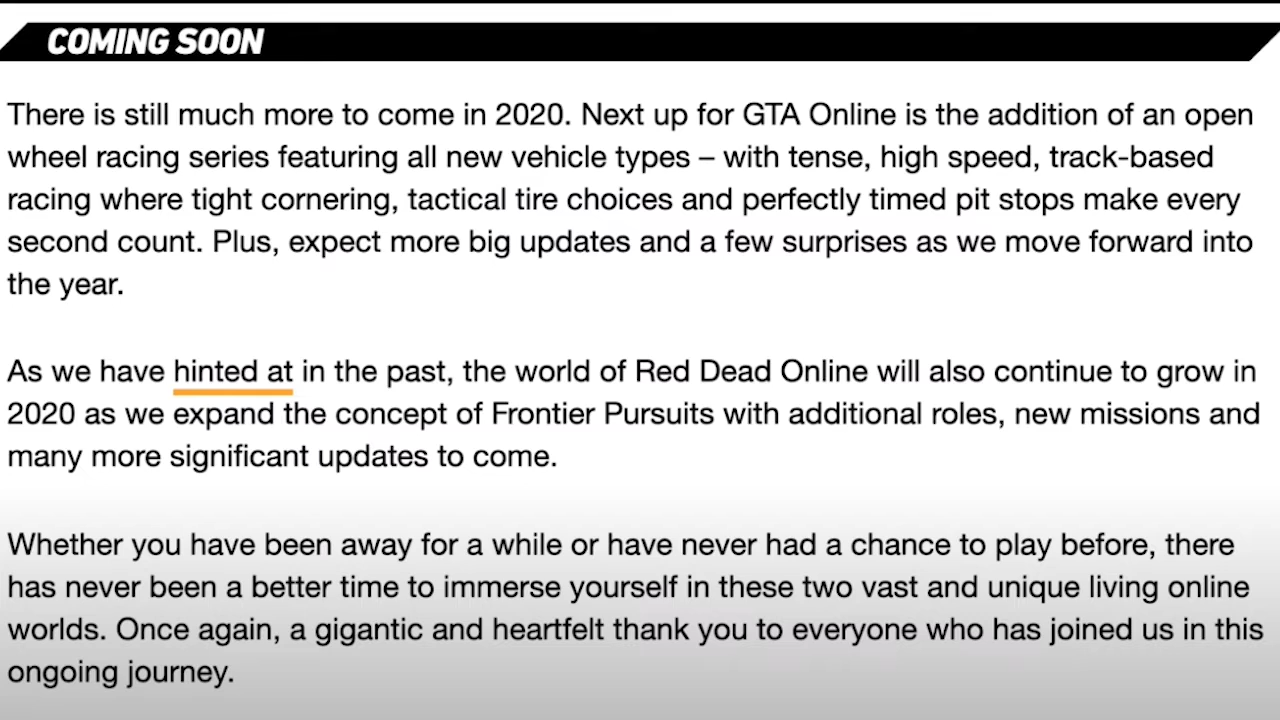 COMING SOON
There is still much more to come in 2020. Next up for GTA Online is the addition of an open
wheel racing series featuring all new vehicle types – with tense, high speed, track-based
racing where tight cornering, tactical tire choices and perfectly timed pit stops make every
second count. Plus, expect more big updates and a few surprises as we move forward into
the year.
As we have hinted at in the past, the world of Red Dead Online will also continue to grow in
2020 as we expand the concept of Frontier Pursuits with additional roles, new missions and
many more significant updates to come.
Whether you have been away for a while or have never had a chance to play before, there
has never been a better time to immerse yourself in these two vast and unique living online
worlds. Once again, a gigantic and heartfelt thank you to everyone who has joined us in this
ongoing journey.